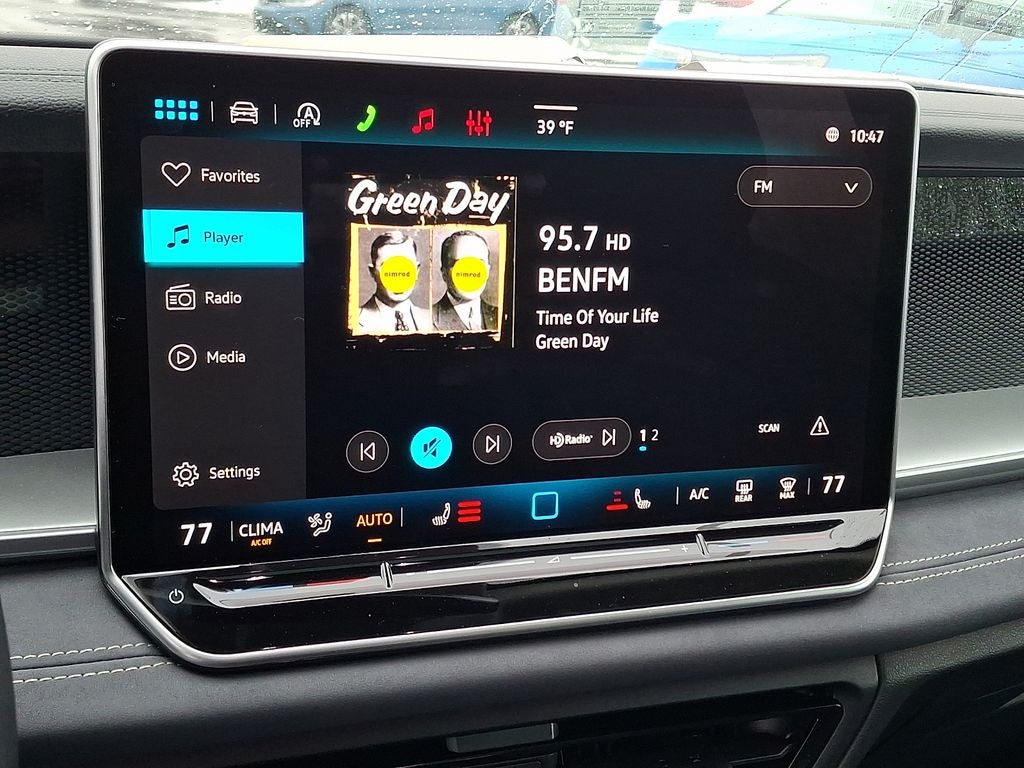 OFF
39 °F
10:47
Favorites
Player
Radio
Media
Settings
Green Day
nimrod
nimrod
FM
95.7 HD
BENFM
Time Of Your Life
Green Day
HD Radio
1 2
SCAN
77
CLIMA
A/C OFF
AUTO
A/C
REAR
MAX
77